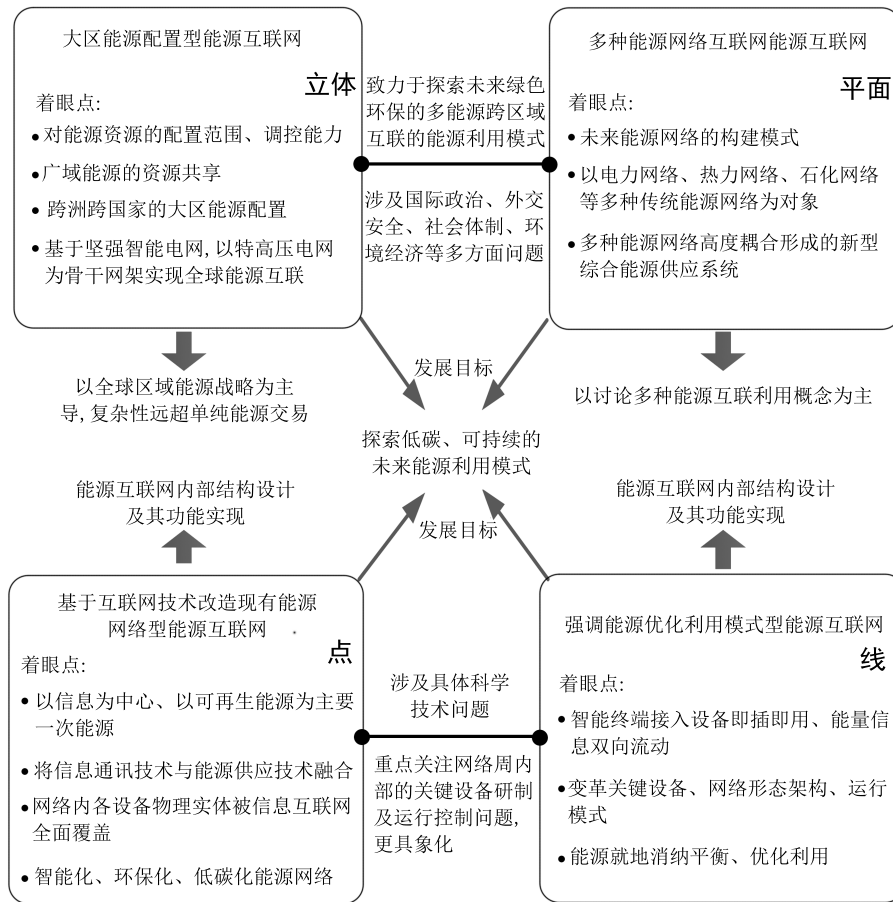 大区能源配置型能源互联网
立体
着眼点:
●对能源资源的配置范围、调控能力
●广域能源的资源共享
● 跨洲跨国家的大区能源配置
●基于坚强智能电网,以特高压电网
为骨干网架实现全球能源互联
致力于探索未来绿色
环保的多能源跨区域
互联的能源利用模式
涉及国际政治、外交
安全、社会体制、环
境经济等多方面问题
多种能源网络互联网能源互联网
平面
着眼点:
●未来能源网络的构建模式
●以电力网络、热力网络、石化网络
等多种传统能源网络为对象
●多种能源网络高度耦合形成的新型
综合能源供应系统
以全球区域能源战略为主
导,复杂性远超单纯能源交易
发展目标
以讨论多种能源互联利用概念为主
探索低碳、可持续的
未来能源利用模式
能源互联网内部结构设计
及其功能实现
发展目标
能源互联网内部结构设计
及其功能实现
基于互联网技术改造现有能源
网络型能源互联网
点
着眼点:
●以信息为中心、以可再生能源为主要
一次能源
●将信息通讯技术与能源供应技术融合
●网络内各设备物理实体被信息互联网
全面覆盖
●智能化、环保化、低碳化能源网络
涉及具体科学
技术问题
重点关注网络周内
部的关键设备研制
及运行控制问题,
更具象化
强调能源优化利用模式型能源互联网
线
着眼点:
●智能终端接入设备即插即用、能量信
息双向流动
●变革关键设备、网络形态架构、运行
模式
●能源就地消纳平衡、优化利用